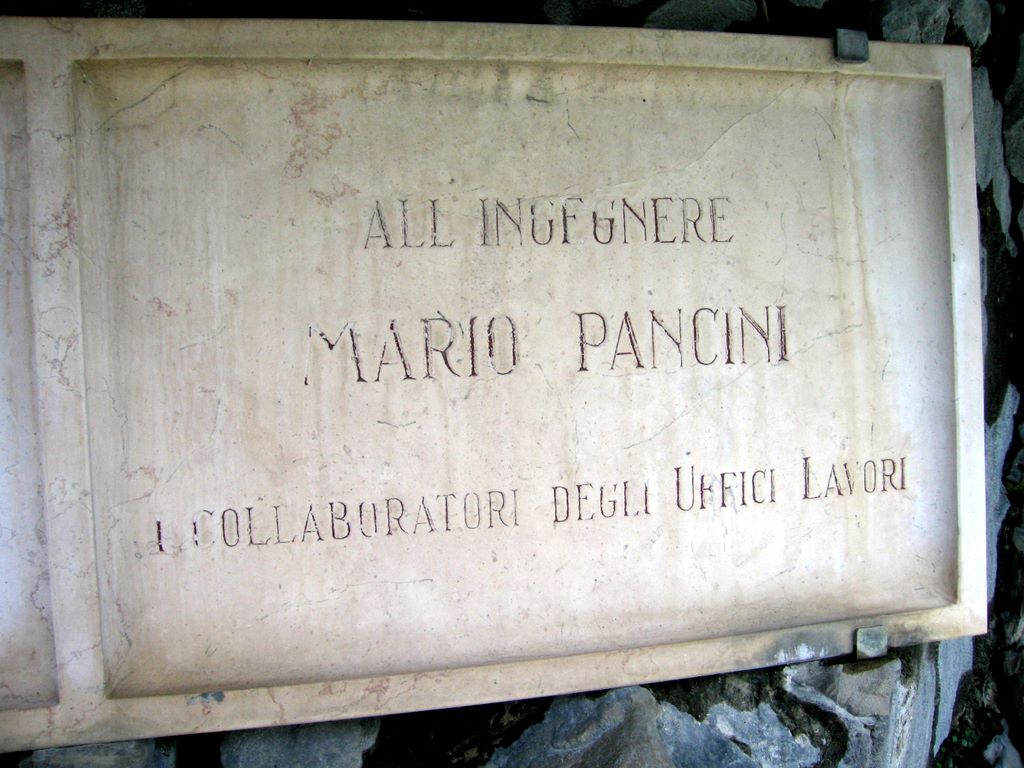 ALL INGEGNERE
MARIO PANCINI
I COLLABORATORI DEGLI UFFICI LAVORI